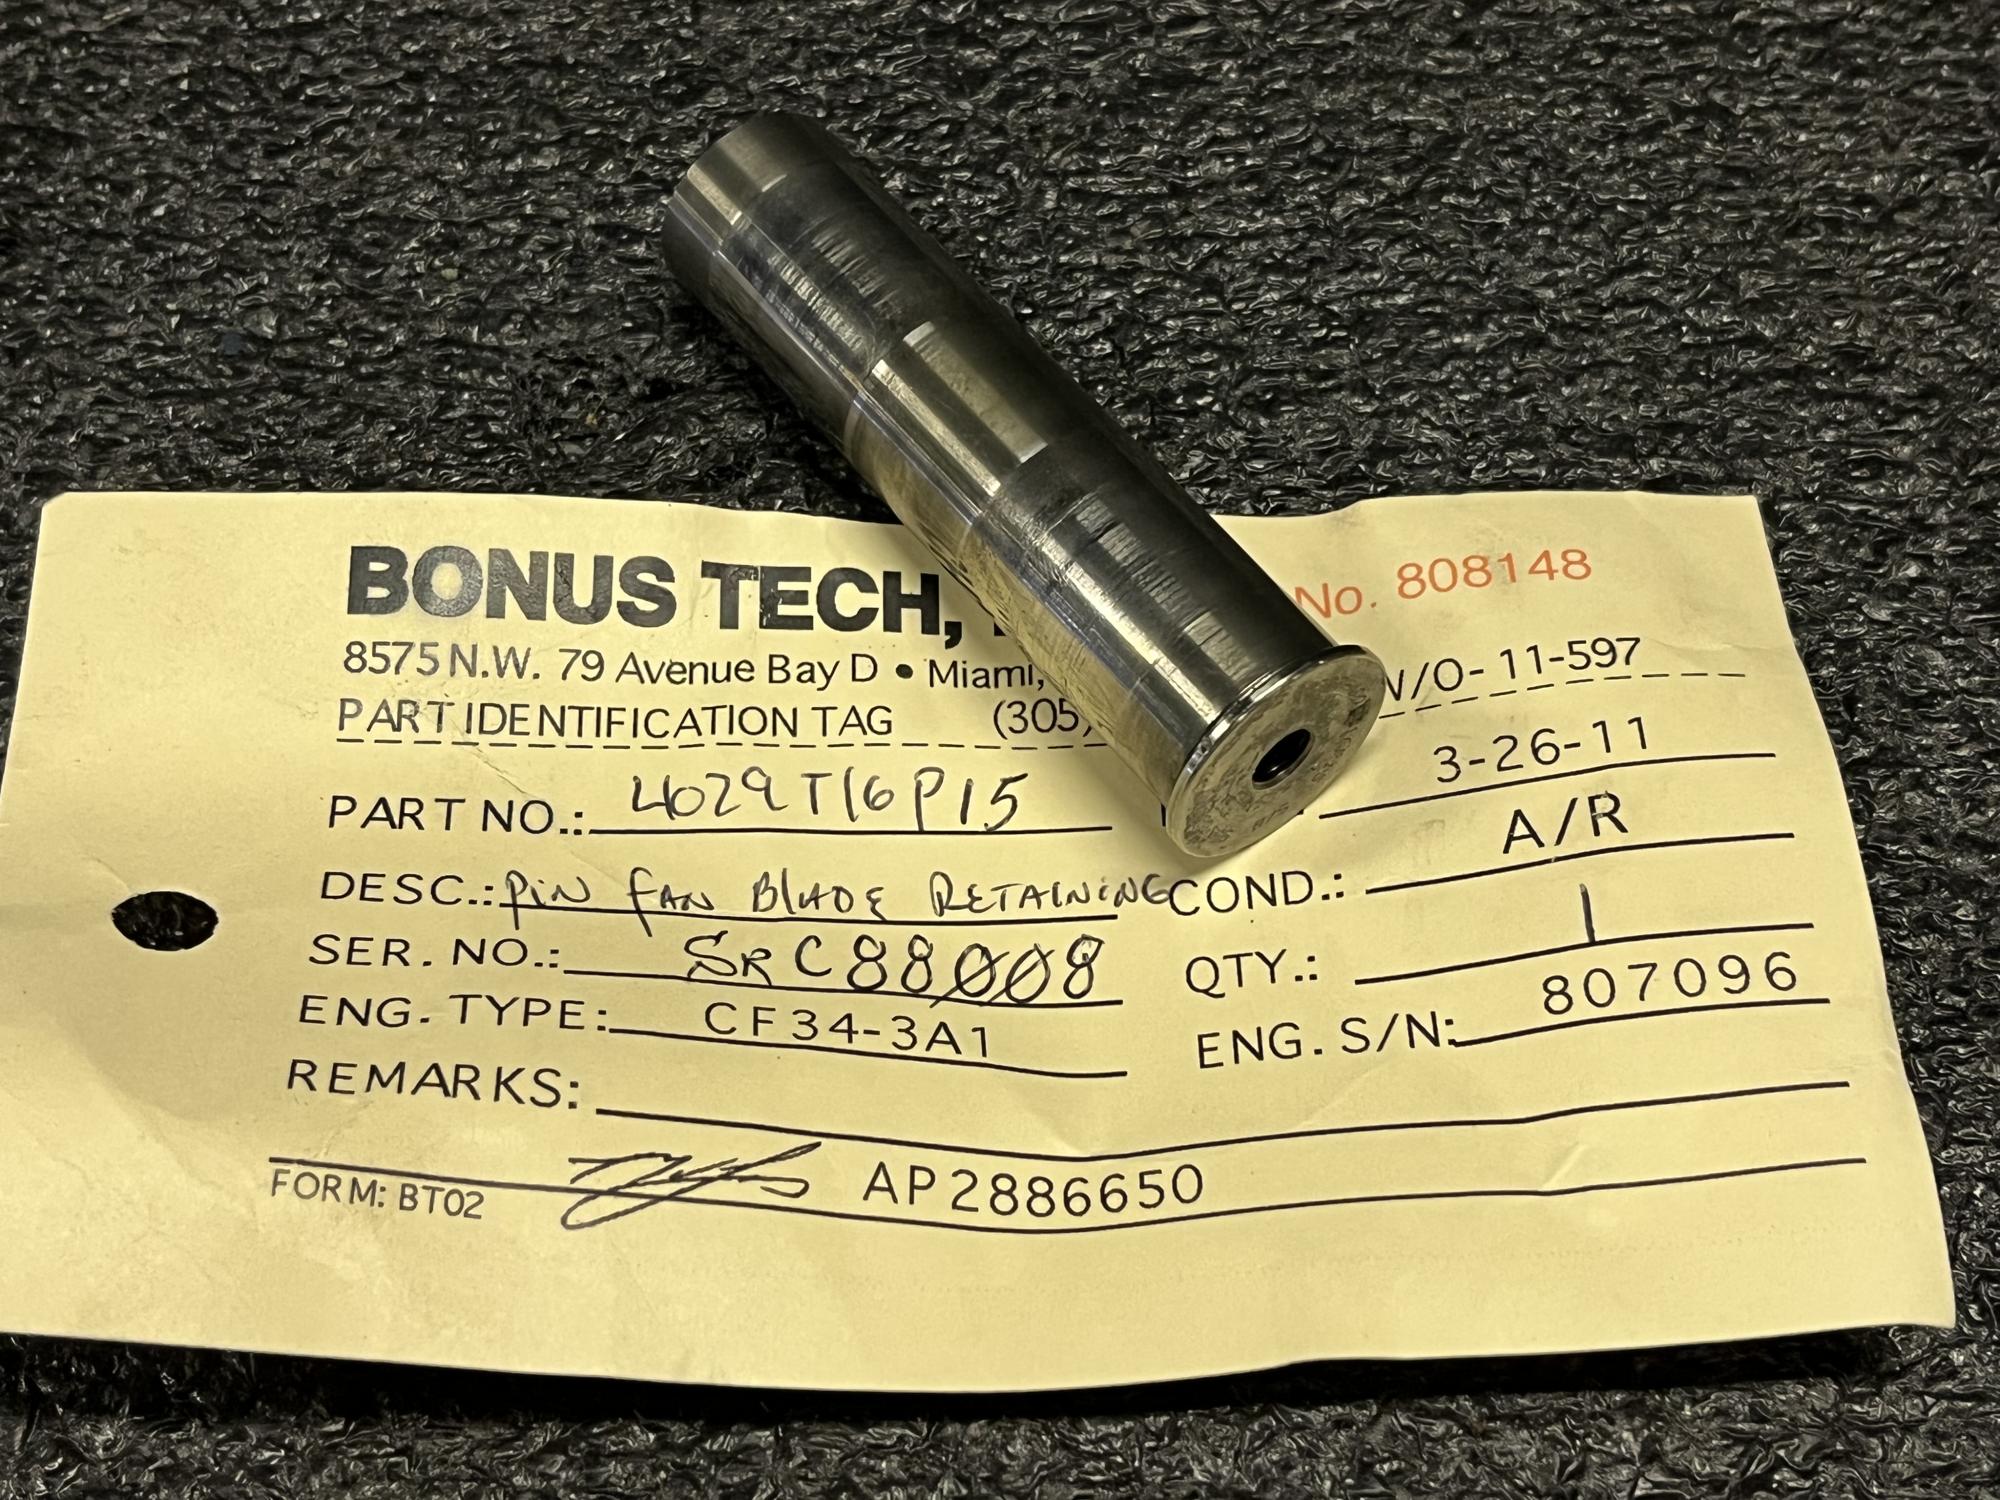 BONUS TECH,
No. 808148
8575 N.W. 79 Avenue Bay D • Miami,
W/O-11-597
PART IDENTIFICATION TAG (305)
3-26-11
PART NO.: 4029T16P15
A/R
DESC.: PIN FAN BLADE RETAINING COND.:
SER. NO.: SRC88008 QTY.: 1
ENG. TYPE: CF34-3A1 ENG. S/N: 807096
REMARKS:
FORM: BT02 AP2886650